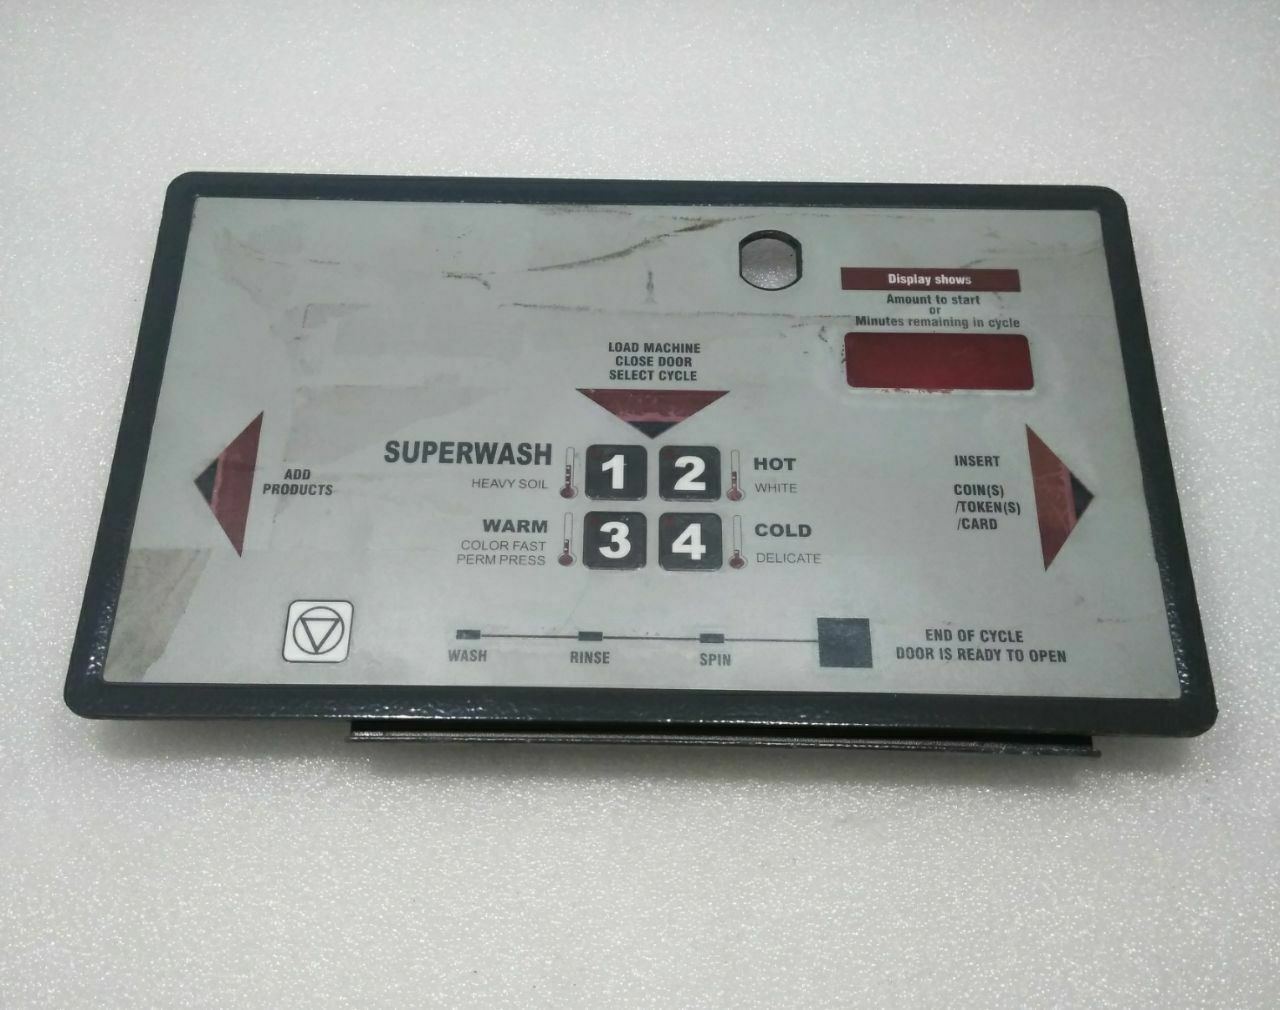 Display shows
Amount to start
or
Minutes remaining in cycle
LOAD MACHINE
CLOSE DOOR
SELECT CYCLE
ADD
PRODUCTS
SUPERWASH
HEAVY SOIL
1
2
HOT
WHITE
WARM
COLOR FAST
PERM PRESS
3
4
COLD
DELICATE
INSERT
COIN(S)
/TOKEN(S)
/CARD
WASH
RINSE
SPIN
END OF CYCLE
DOOR IS READY TO OPEN